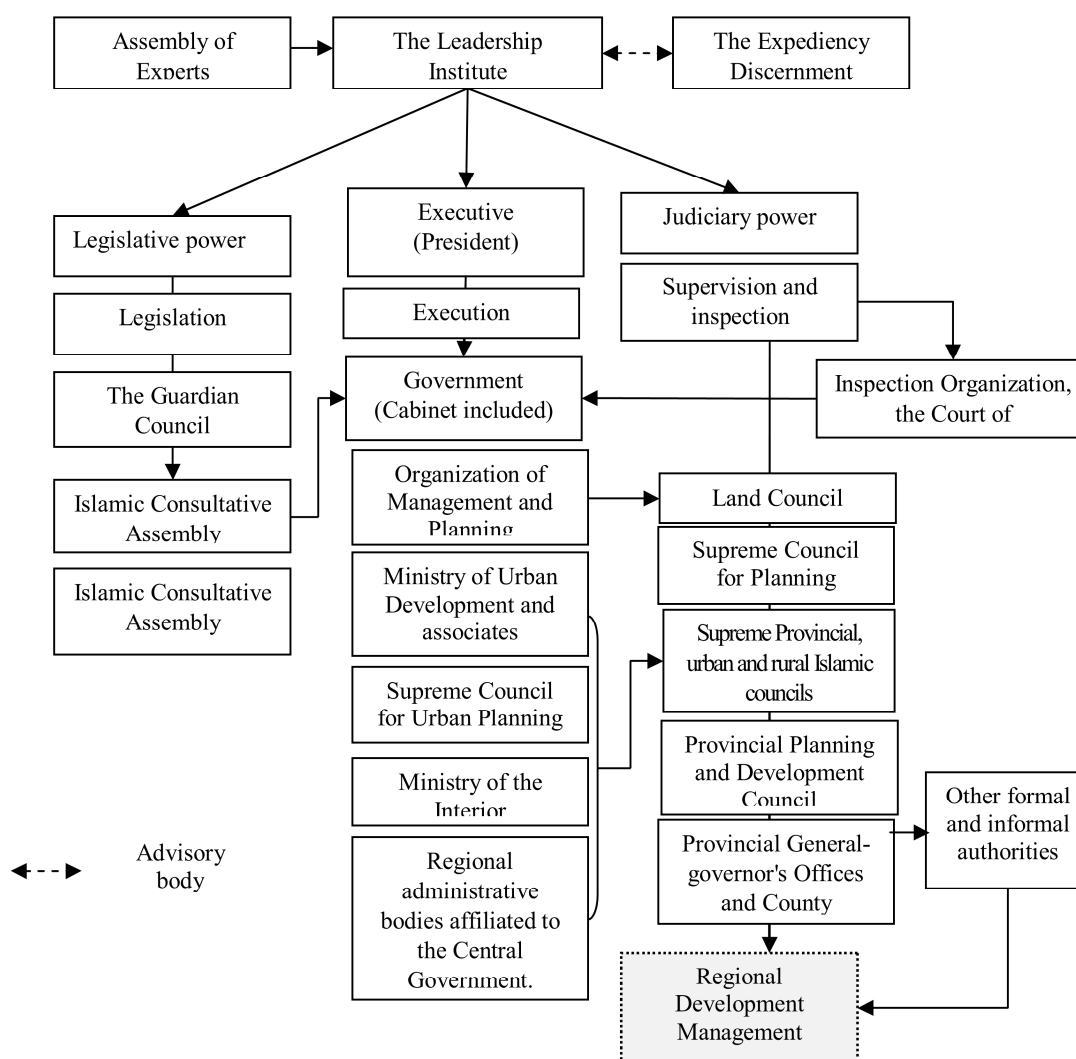 Assembly of
Experts
The Leadership
Institute
The Expediency
Discernment
Legislative power
Executive
(President)
Judiciary power
Legislation
Execution
Supervision and
inspection
The Guardian
Council
Government
(Cabinet included)
Inspection Organization,
the Court of
Islamic Consultative
Assembly
Organization of
Management and
Planning
Land Council
Supreme Council
for Planning
Islamic Consultative
Assembly
Ministry of Urban
Development and
associates
Supreme Provincial,
urban and rural Islamic
councils
Supreme Council
for Urban Planning
Provincial Planning
and Development
Council
Ministry of the
Interior
Other formal
and informal
authorities
Advisory
body
Regional
administrative
bodies affiliated to
the Central
Government.
Provincial General-
governor's Offices
and County
Regional
Development
Management